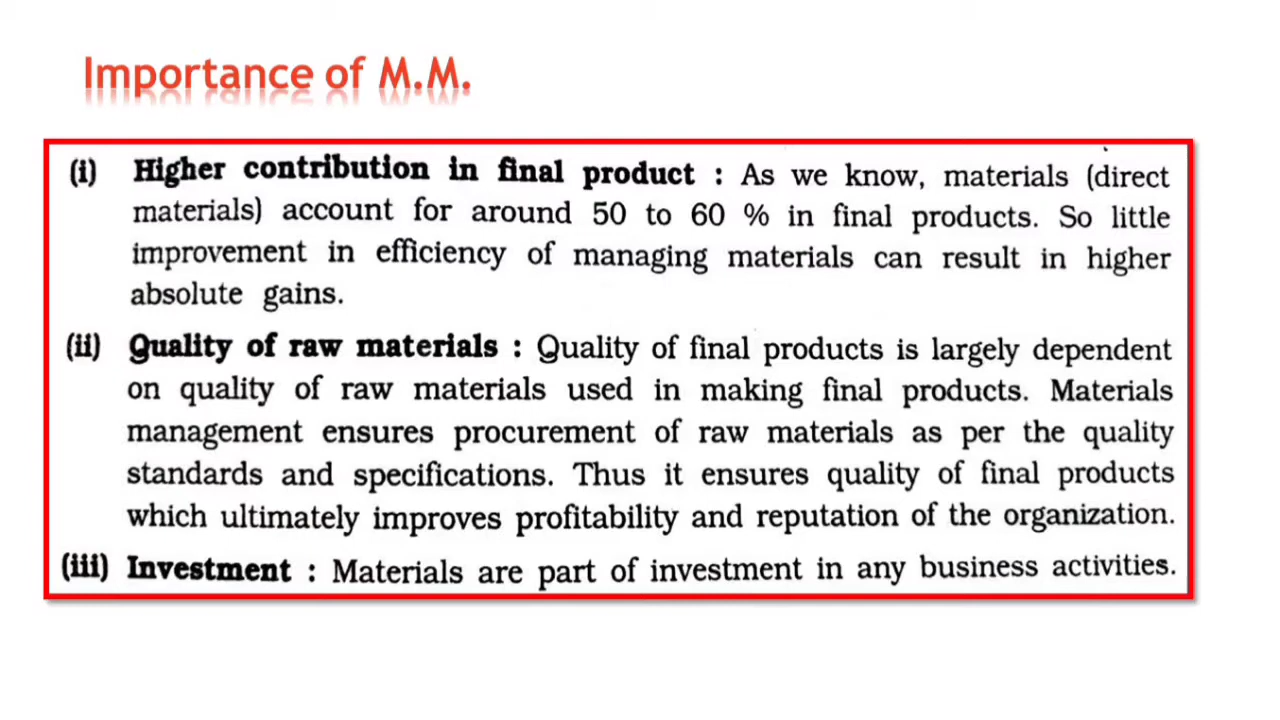 Importance of M.M.
(i) Higher contribution in final product : As we know, materials (direct
materials) account for around 50 to 60 % in final products. So little
improvement in efficiency of managing materials can result in higher
absolute gains.
(ii) Quality of raw materials : Quality of final products is largely dependent
on quality of raw materials used in making final products. Materials
management ensures procurement of raw materials as per the quality
standards and specifications. Thus it ensures quality of final products
which ultimately improves profitability and reputation of the organization.
(iii) Investment : Materials are part of investment in any business activities.